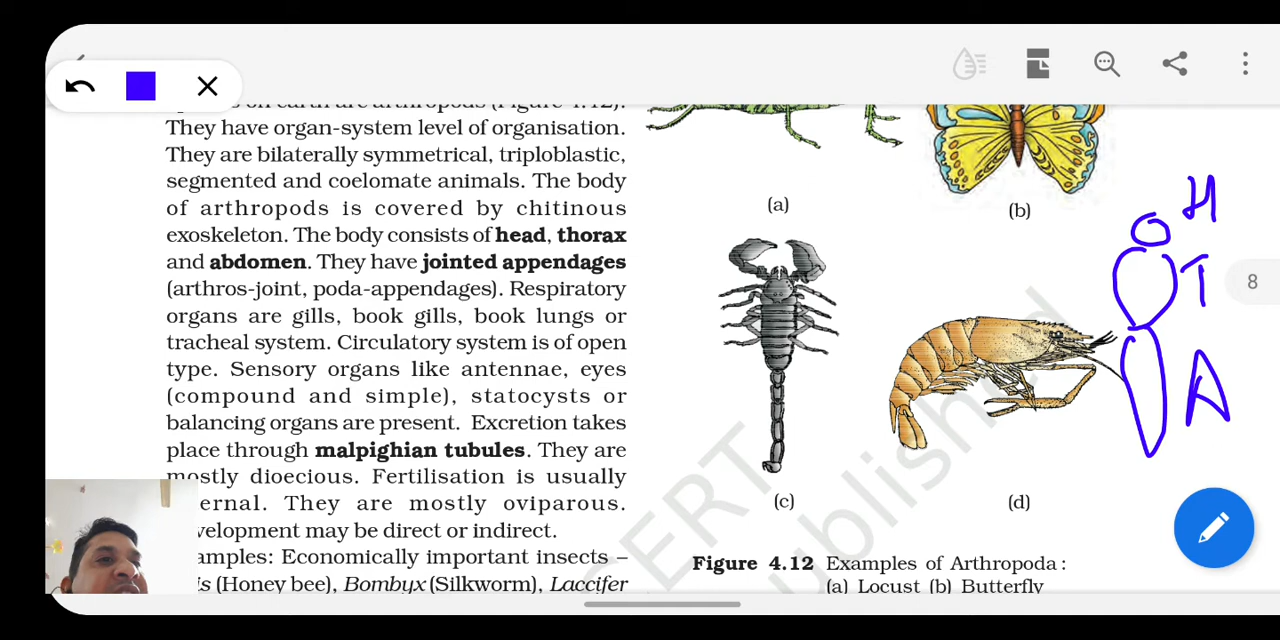 They have organ-system level of organisation.
They are bilaterally symmetrical, triploblastic,
segmented and coelomate animals. The body
of arthropods is covered by chitinous
exoskeleton. The body consists of head, thorax
and abdomen. They have jointed appendages
(arthros-joint, poda-appendages). Respiratory
organs are gills, book gills, book lungs or
tracheal system. Circulatory system is of open
type. Sensory organs like antennae, eyes
(compound and simple), statocysts or
balancing organs are present. Excretion takes
place through malpighian tubules. They are
mostly dioecious. Fertilisation is usually
They are mostly oviparous.
may be direct or indirect.
Economically important insects –
(Honey bee), Bombyx (Silkworm), Laccifer
(a)
(b)
(c)
(d)
Figure 4.12 Examples of Arthropoda :
(a) Locust (b) Butterfly
H
T
A
8